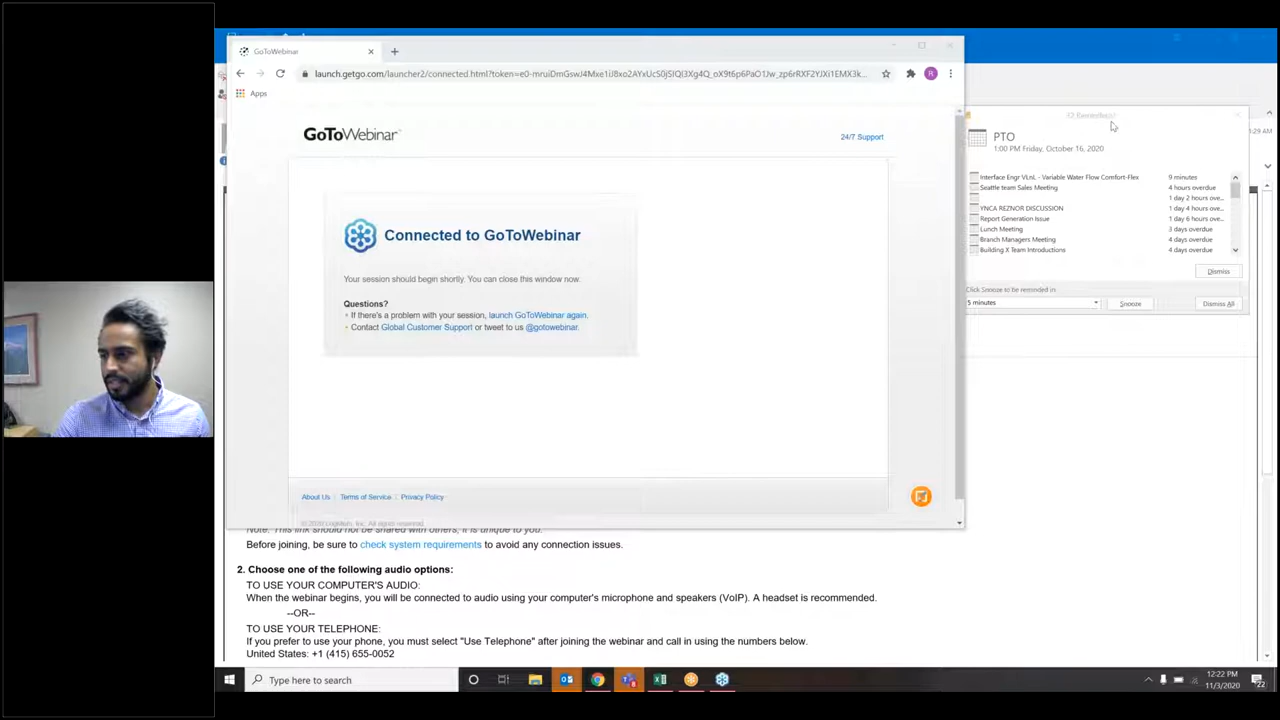 GoToWebinar
launch.getgo.com/launcher2/connected.html?token=e0-
Apps
GoToWebinar
24/7 Support
Connected to GoToWebinar
Your session should begin shortly. You can close this window now.
Questions?
If there's a problem with your session, launch GoToWebinar again.
Contact Global Customer Support or tweet to us @gotowebinar.
About Us | Terms of Service | Privacy Policy
© 2020 LogMeIn, Inc. All rights reserved.
:29 AM
PTO
1:00 PM Friday, October 16, 2020
Interface Engr VLnL - Variable Water Flow Comfort-Flex 9 minutes
Seattle team Sales Meeting 4 hours overdue
1 day 2 hours ove...
YNCA REZNOR DISCUSSION 1 day 4 hours ove...
Report Generation Issue 1 day 6 hours ove...
Lunch Meeting 3 days overdue
Branch Managers Meeting 4 days overdue
Building X Team Introductions 4 days overdue
Dismiss
Click Snooze to be reminded in
5 minutes Snooze Dismiss All
Note: This link should not be shared with others; it is unique to you.
Before joining, be sure to check system requirements to avoid any connection issues.
2. Choose one of the following audio options:
TO USE YOUR COMPUTER'S AUDIO:
When the webinar begins, you will be connected to audio using your computer's microphone and speakers (VoIP). A headset is recommended.
--OR--
TO USE YOUR TELEPHONE:
If you prefer to use your phone, you must select "Use Telephone" after joining the webinar and call in using the numbers below.
United States: +1 (415) 655-0052
Type here to search
12:22 PM
11/3/2020
22